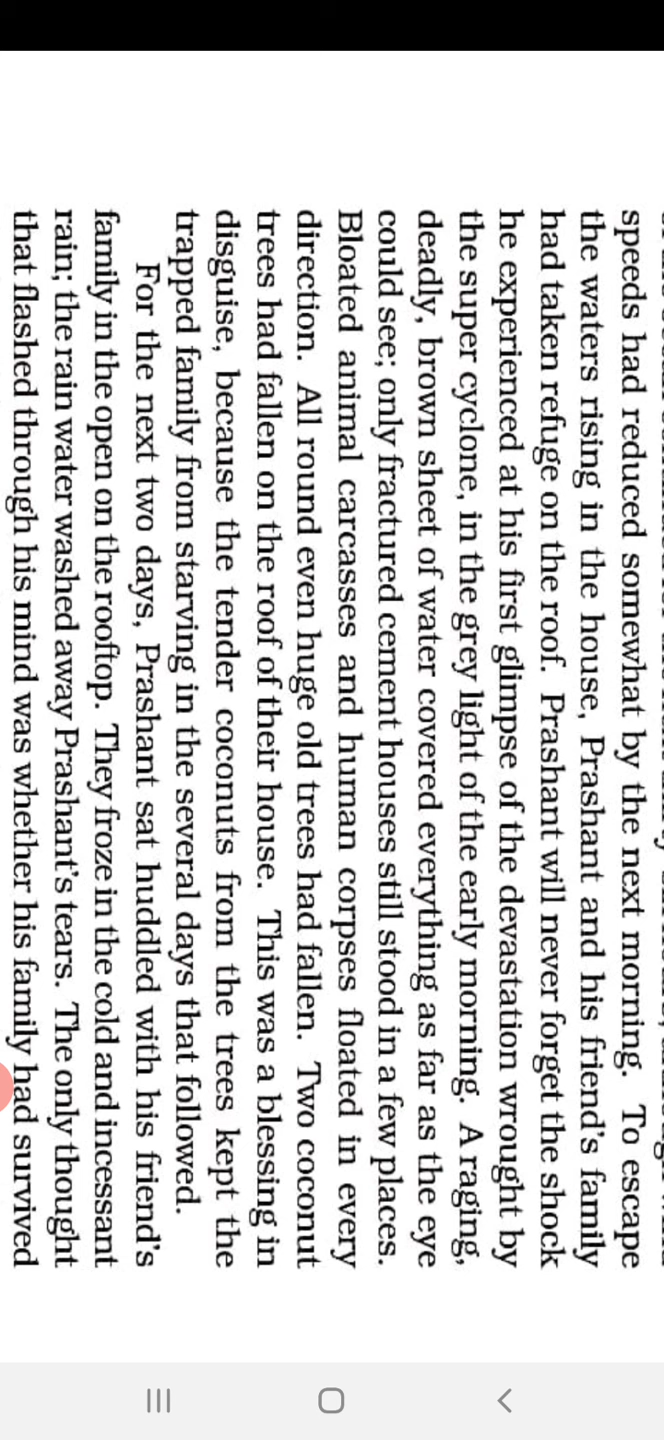 speeds had reduced somewhat by the next morning. To escape
the waters rising in the house, Prashant and his friend's family
had taken refuge on the roof. Prashant will never forget the shock
he experienced at his first glimpse of the devastation wrought by
the super cyclone, in the grey light of the early morning. A raging,
deadly, brown sheet of water covered everything as far as the eye
could see; only fractured cement houses still stood in a few places.
Bloated animal carcasses and human corpses floated in every
direction. All round even huge old trees had fallen. Two coconut
trees had fallen on the roof of their house. This was a blessing in
disguise, because the tender coconuts from the trees kept the
trapped family from starving in the several days that followed.
For the next two days, Prashant sat huddled with his friend's
family in the open on the rooftop. They froze in the cold and incessant
rain; the rain water washed away Prashant's tears. The only thought
that flashed through his mind was whether his family had survived